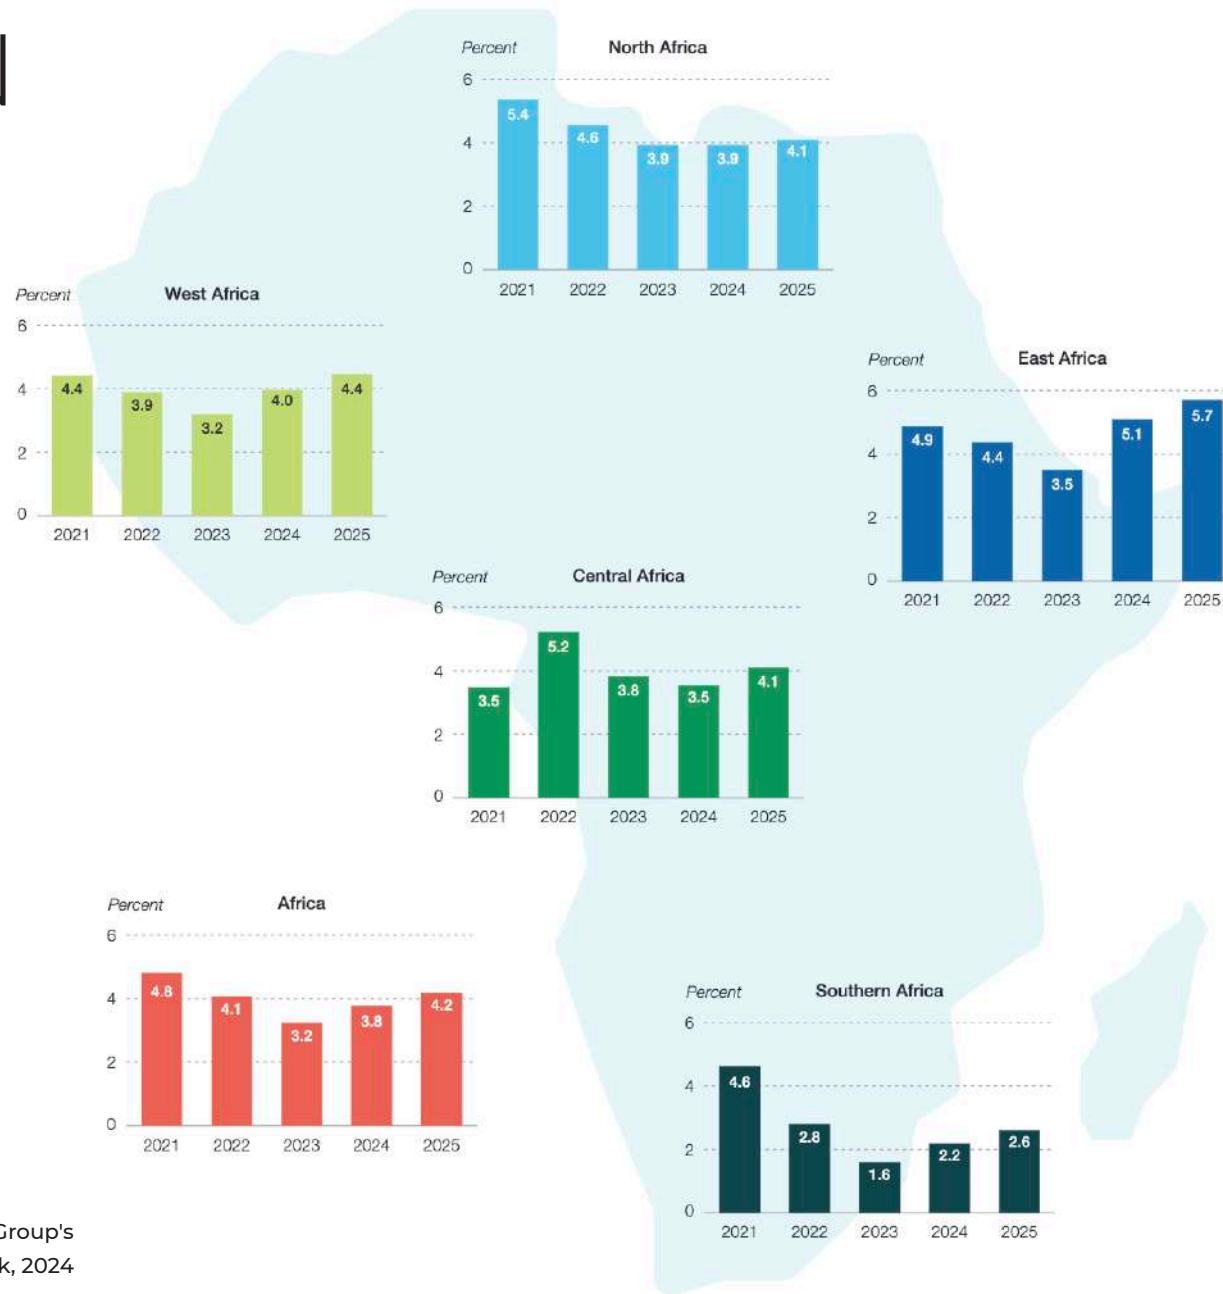 Percent North Africa
6
4
2
0
5.4 4.6 3.9 3.9 4.1
2021 2022 2023 2024 2025
Percent West Africa
6
4
2
0
4.4 3.9 3.2 4.0 4.4
2021 2022 2023 2024 2025
Percent East Africa
6
4
2
0
4.9 4.4 3.5 5.1 5.7
2021 2022 2023 2024 2025
Percent Central Africa
6
4
2
0
3.5 5.2 3.8 3.5 4.1
2021 2022 2023 2024 2025
Percent Africa
6
4
2
0
4.8 4.1 3.2 3.8 4.2
2021 2022 2023 2024 2025
Percent Southern Africa
6
4
2
0
4.6 2.8 1.6 2.2 2.6
2021 2022 2023 2024 2025
Group's
k, 2024